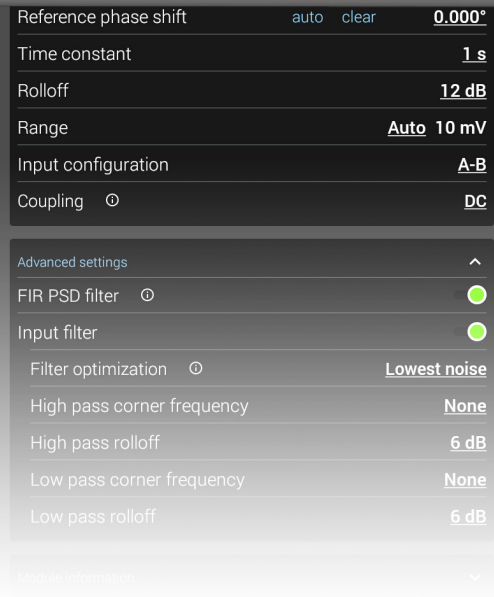 Reference phase shift auto clear 0.000°
Time constant 1 s
Rolloff 12 dB
Range Auto 10 mV
Input configuration A-B
Coupling DC
Advanced settings
FIR PSD filter
Input filter
Filter optimization Lowest noise
High pass corner frequency None
High pass rolloff 6 dB
Low pass corner frequency None
Low pass rolloff 6 dB
Module information